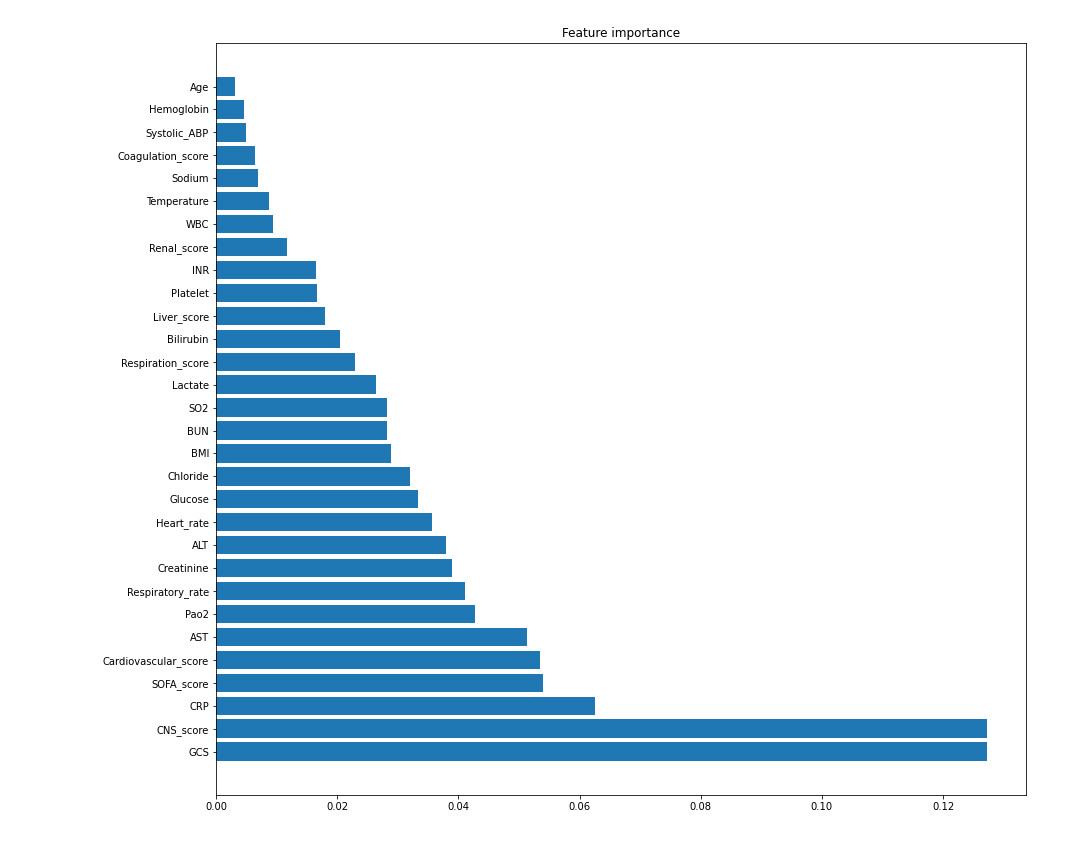 Feature importance
Age
Hemoglobin
Systolic_ABP
Coagulation_score
Sodium
Temperature
WBC
Renal_score
INR
Platelet
Liver_score
Bilirubin
Respiration_score
Lactate
SO2
BUN
BMI
Chloride
Glucose
Heart_rate
ALT
Creatinine
Respiratory_rate
Pao2
AST
Cardiovascular_score
SOFA_score
CRP
CNS_score
GCS
0.00 0.02 0.04 0.06 0.08 0.10 0.12